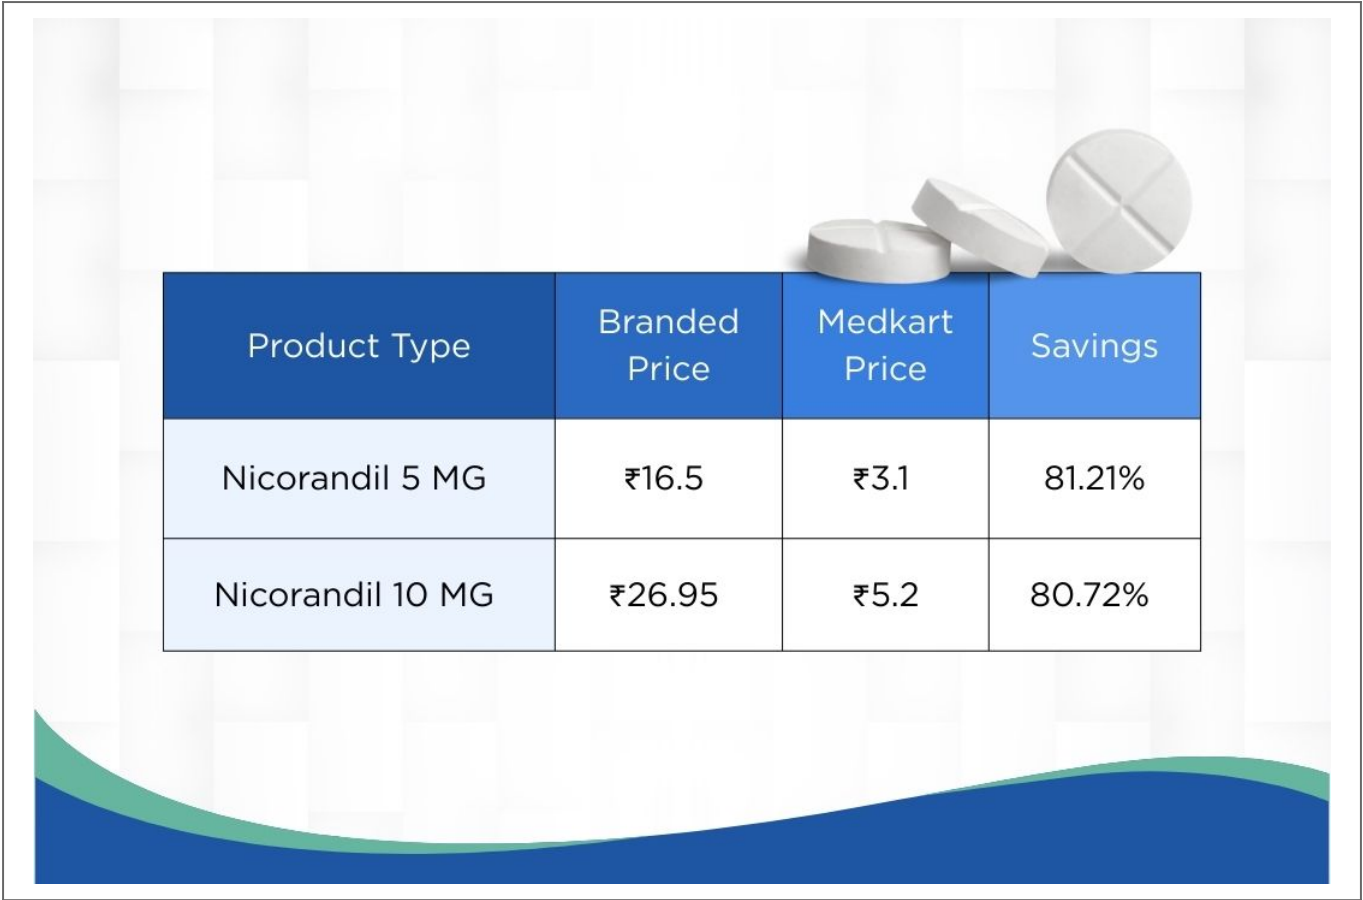 Product Type Branded Price Medkart Price Savings
Nicorandil 5 MG ₹16.5 ₹3.1 81.21%
Nicorandil 10 MG ₹26.95 ₹5.2 80.72%